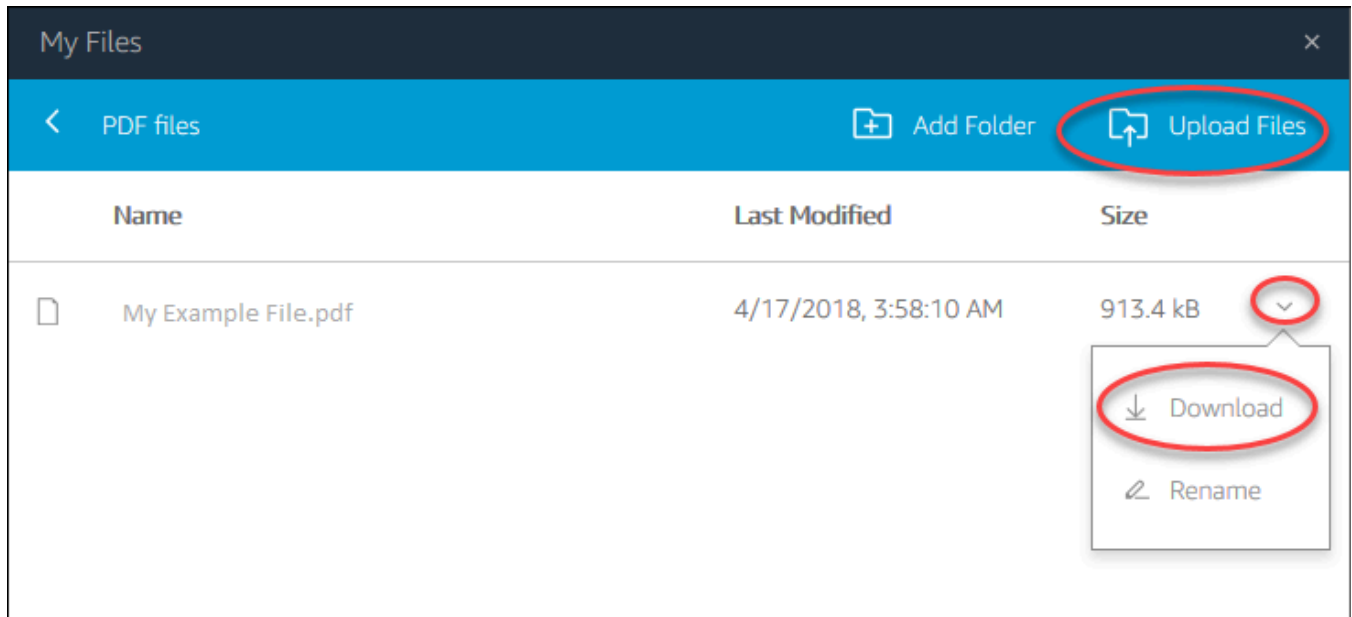 My Files
PDF files Add Folder Upload Files
Name Last Modified Size
My Example File.pdf 4/17/2018, 3:58:10 AM 913.4 kB
Download
Rename